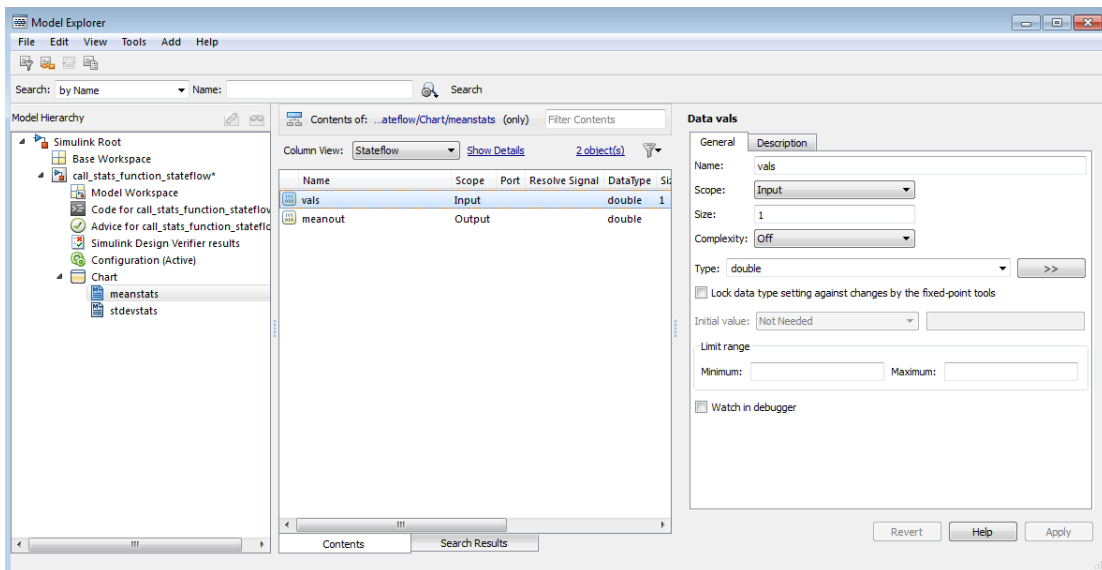 Model Explorer
File Edit View Tools Add Help
Search: by Name Name: Search
Model Hierarchy
Simulink Root
Base Workspace
call_stats_function_stateflow*
Model Workspace
Code for call_stats_function_stateflov
Advice for call_stats_function_stateflc
Simulink Design Verifier results
Configuration (Active)
Chart
meanstats
stdevstats
Contents of: ...ateflow/Chart/meanstats (only) Filter Contents
Column View: Stateflow Show Details 2 object(s)
Name Scope Port Resolve Signal DataType Siz
vals Input double 1
meanout Output double
Contents Search Results
Data vals
General Description
Name: vals
Scope: Input
Size: 1
Complexity: Off
Type: double >>
Lock data type setting against changes by the fixed-point tools
Initial value: Not Needed
Limit range
Minimum: Maximum:
Watch in debugger
Revert Help Apply